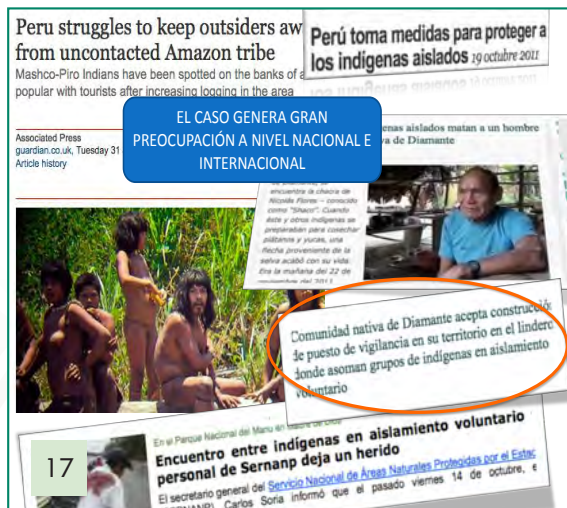 Peru struggles to keep outsiders aw
from uncontacted Amazon tribe
Mashco-Piro Indians have been spotted on the banks of a
popular with tourists after increasing logging in the area
Perú toma medidas para proteger a
los indígenas aislados 19 octubre 2011
Associated Press
guardian.co.uk, Tuesday 31
Article history
EL CASO GENERA GRAN
PREOCUPACIÓN A NIVEL NACIONAL E
INTERNACIONAL
genas aislados matan a un hombre
va de Diamante
encuentra la chacra de
Nicolás Flores – conocido
como "Shaco". Cuando
éste y otros indígenas se
preparaban para cosechar
plátanos y yucas, una
flecha proveniente de la
selva acabó con su vida.
Era la mañana del 22 de
noviembre del 2011
Comunidad nativa de Diamante acepta construcció
de puesto de vigilancia en su territorio en el lindero
donde asoman grupos de indígenas en aislamiento
voluntario
En el Parque Nacional del Manu en
Encuentro entre indígenas en aislamiento voluntario
personal de Sernanp deja un herido
El secretario general del Servicio Nacional de Áreas Naturales Protegidas por el Estad
Carlos Soria informó que el pasado viernes 14 de octubre, e
17